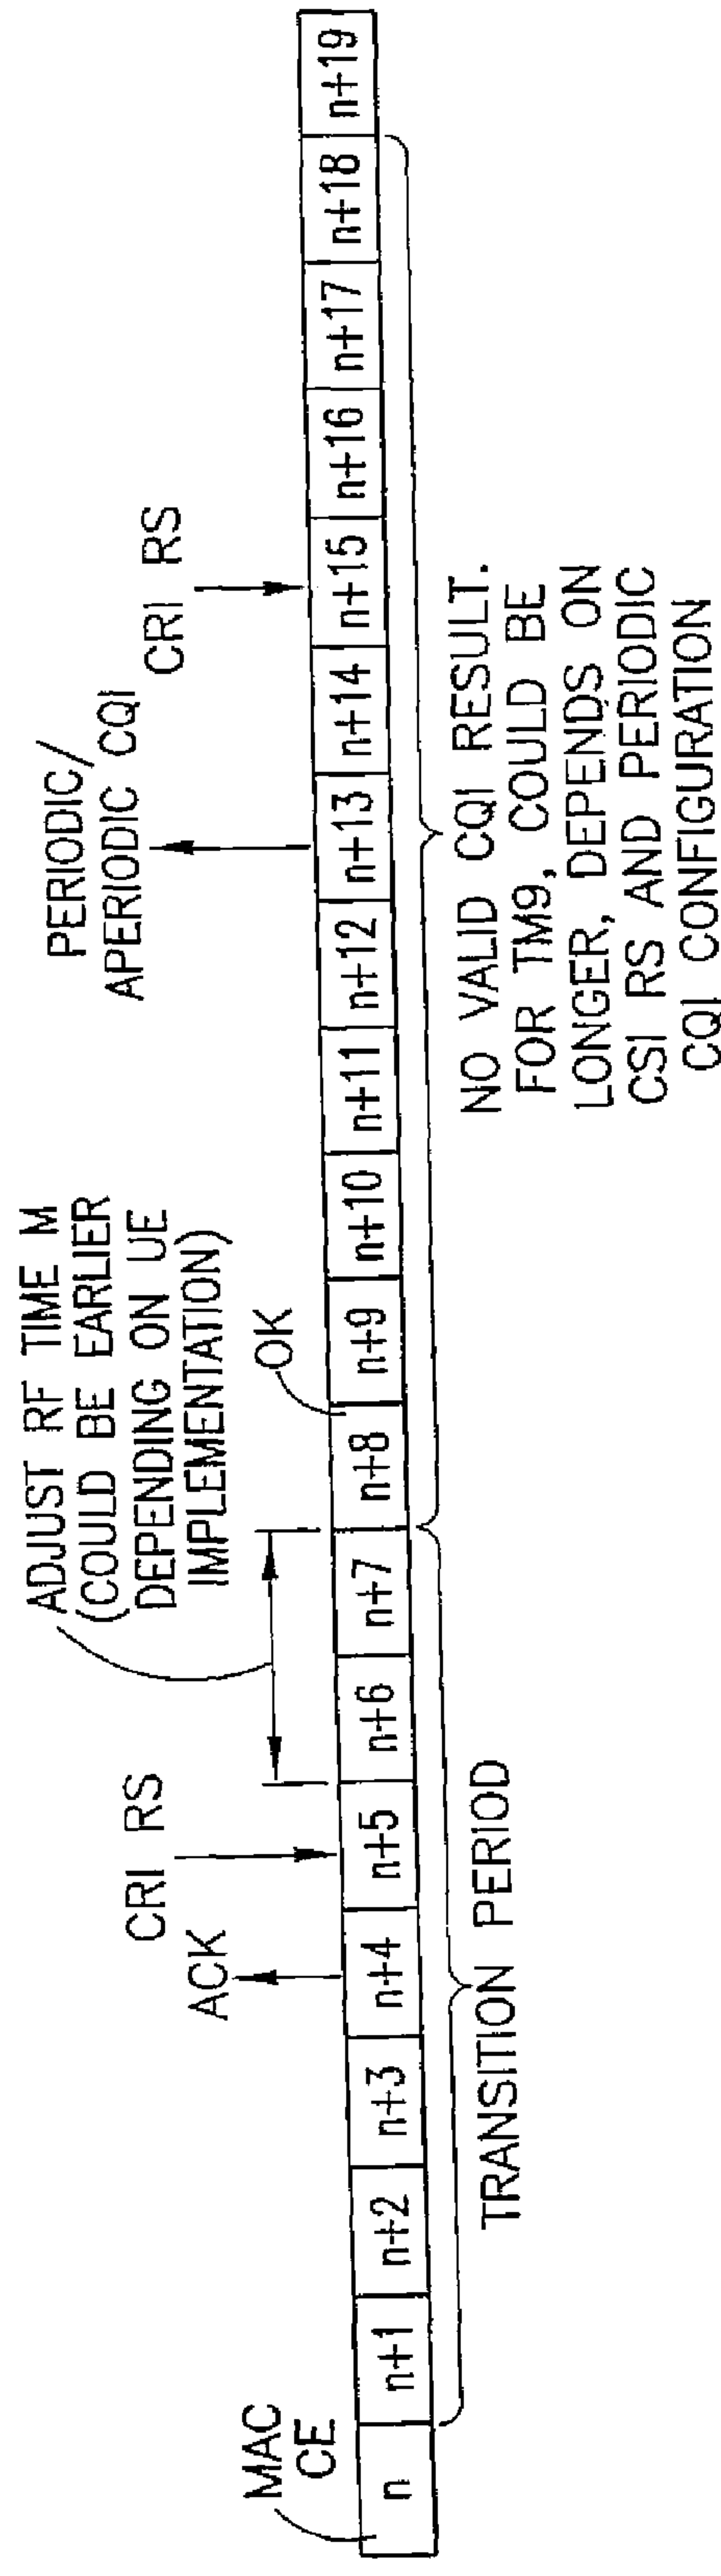 MAC
CE
ACK
CRI RS
ADJUST RF TIME M
(COULD BE EARLIER
DEPENDING ON UE
IMPLEMENTATION)
OK
PERIODIC/
APERIODIC CQI
CRI RS
n n+1 n+2 n+3 n+4 n+5 n+6 n+7 n+8 n+9 n+10 n+11 n+12 n+13 n+14 n+15 n+16 n+17 n+18 n+19
TRANSITION PERIOD
NO VALID CQI RESULT.
FOR TM9, COULD BE
LONGER, DEPENDS ON
CSI RS AND PERIODIC
CQI CONFIGURATION